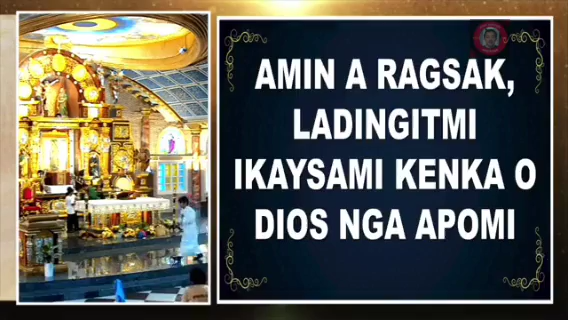 AMIN A RAGSAK,
LADINGITMI
IKAYSAMI KENKA O
DIOS NGA APOMI